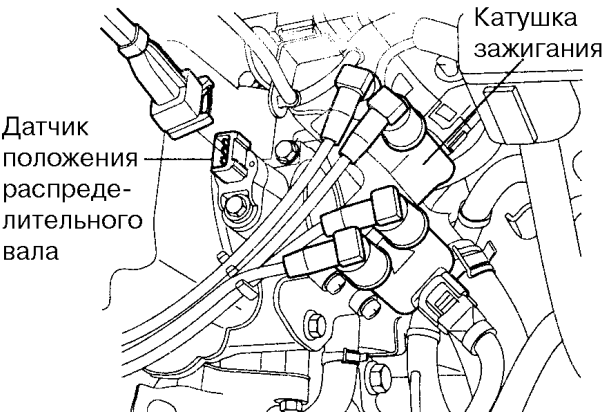 Катушка
зажигания
Датчик
положения
распреде-
лительного
вала